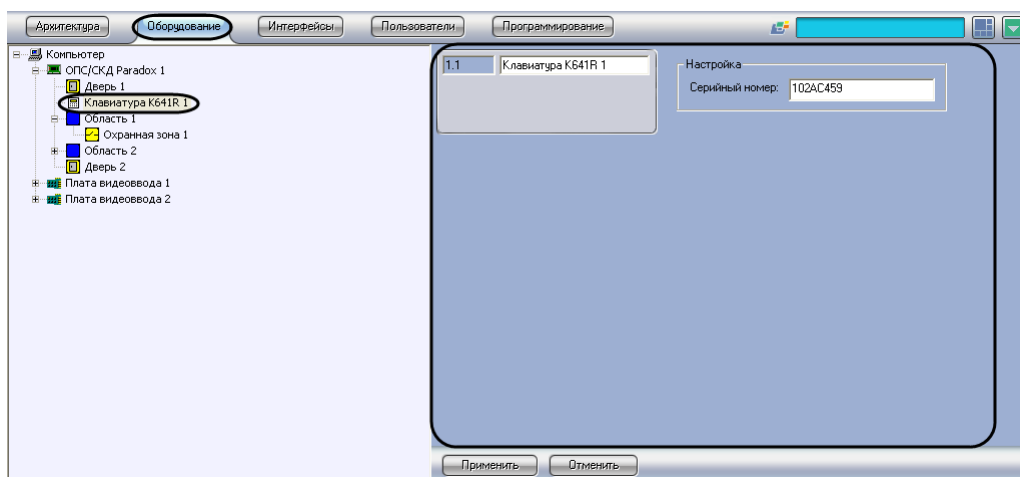 Архитектура Оборудование Интерфейсы Пользователи Программирование
Компьютер
ОПС/СКД Paradox 1
Дверь 1
Клавиатура K641R 1
Область 1
Охранная зона 1
Область 2
Дверь 2
Плата видеоввода 1
Плата видеоввода 2
1.1 Клавиатура K641R 1
Настройка
Серийный номер: 102AC459
Применить Отменить